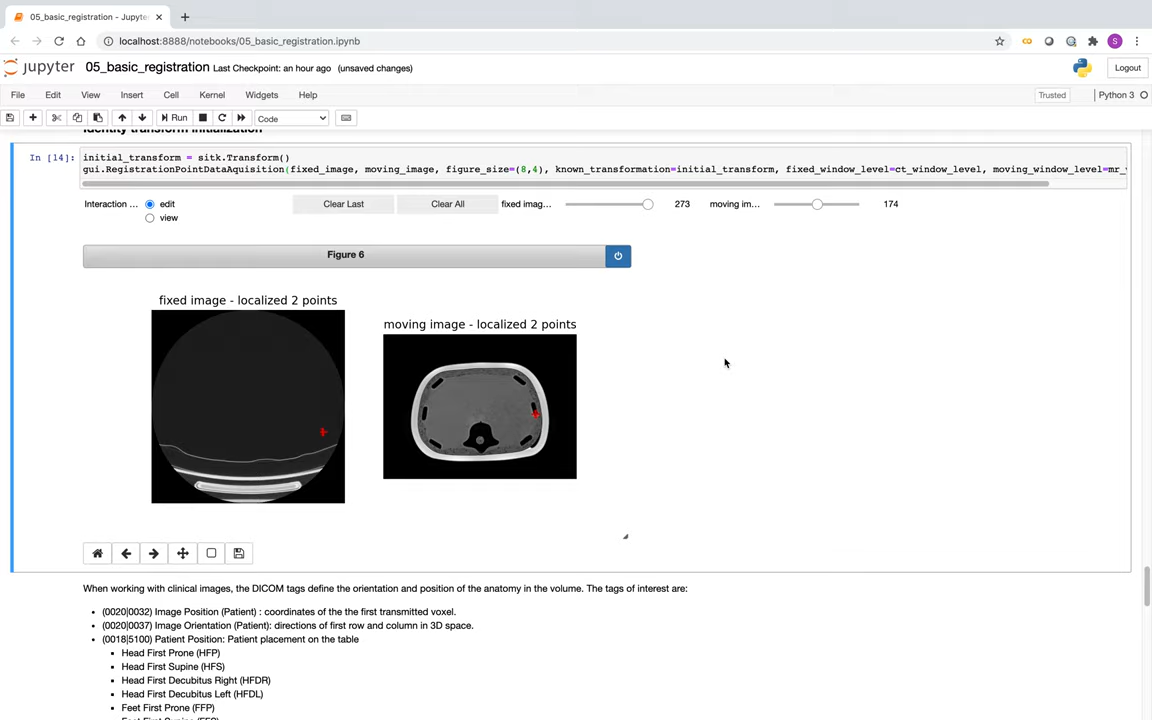 05_basic_registration - Jupyte
localhost:8888/notebooks/05_basic_registration.ipynb
S
jupyter 05_basic_registration Last Checkpoint: an hour ago (unsaved changes)
Logout
File Edit View Insert Cell Kernel Widgets Help
Trusted Python 3
Run Code
Identity transform initialization
In [14]: initial_transform = sitk.Transform()
gui.RegistrationPointDataAquisition(fixed_image, moving_image, figure_size=(8,4), known_transformation=initial_transform, fixed_window_level=ct_window_level, moving_window_level=mr_
Interaction ... edit Clear Last Clear All fixed imag... 273 moving im... 174
view
Figure 6
fixed image - localized 2 points
moving image - localized 2 points
When working with clinical images, the DICOM tags define the orientation and position of the anatomy in the volume. The tags of interest are:
(0020|0032) Image Position (Patient) : coordinates of the the first transmitted voxel.
(0020|0037) Image Orientation (Patient): directions of first row and column in 3D space.
(0018|5100) Patient Position: Patient placement on the table
Head First Prone (HFP)
Head First Supine (HFS)
Head First Decubitus Right (HFDR)
Head First Decubitus Left (HFDL)
Feet First Prone (FFP)
Feet First Supine (FFS)